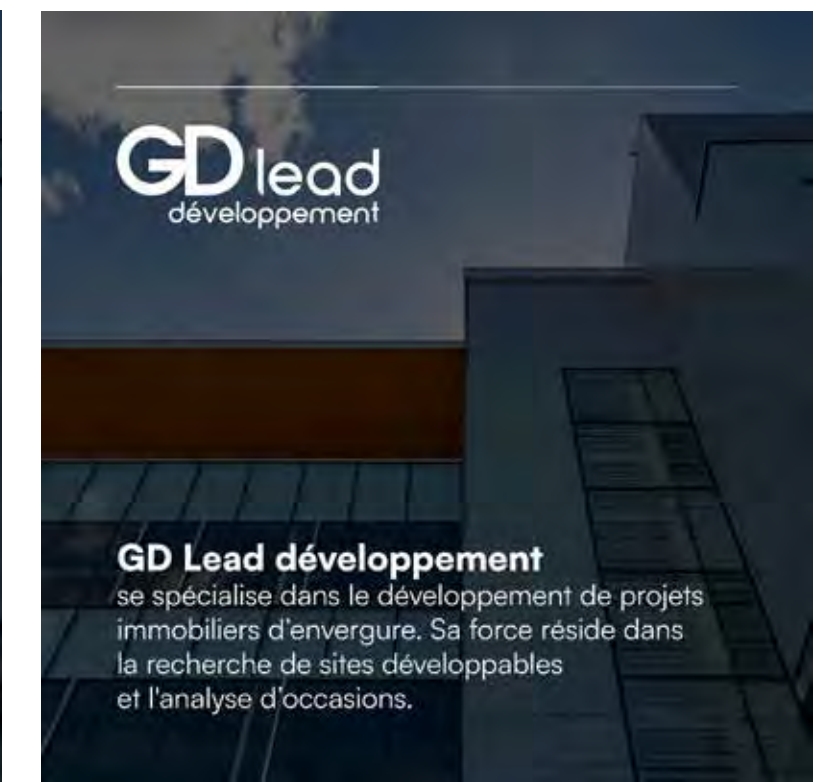 GD lead
développement
GD Lead développement
se spécialise dans le développement de projets
immobiliers d'envergure. Sa force réside dans
la recherche de sites développables
et l'analyse d'occasions.